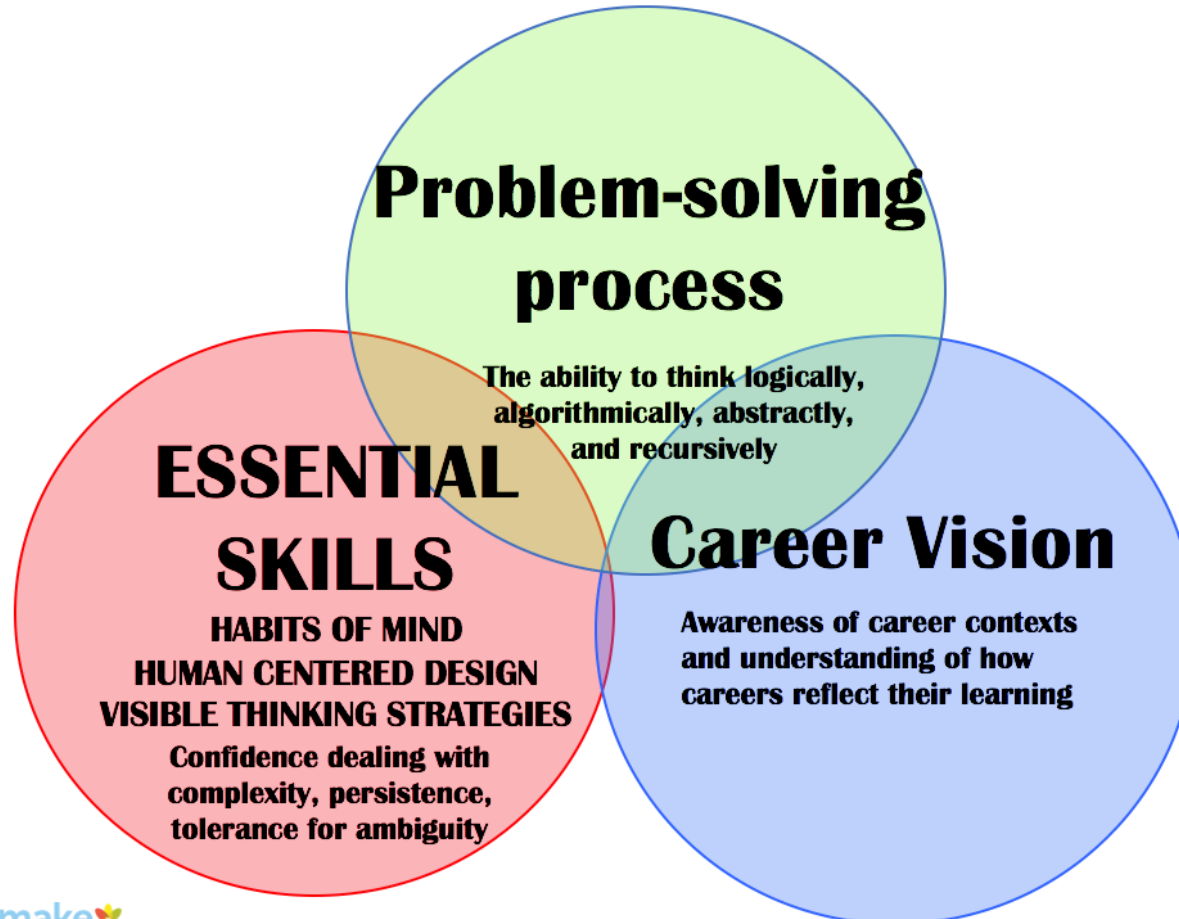 Problem-solving
process
The ability to think logically,
algorithmically, abstractly,
and recursively
ESSENTIAL
SKILLS
HABITS OF MIND
HUMAN CENTERED DESIGN
VISIBLE THINKING STRATEGIES
Confidence dealing with
complexity, persistence,
tolerance for ambiguity
Career Vision
Awareness of career contexts
and understanding of how
careers reflect their learning
make